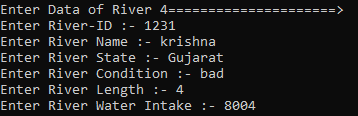 Enter Data of River 4=====================>
Enter River-ID :- 1231
Enter River Name :- krishna
Enter River State :- Gujarat
Enter River Condition :- bad
Enter River Length :- 4
Enter River Water Intake :- 8004